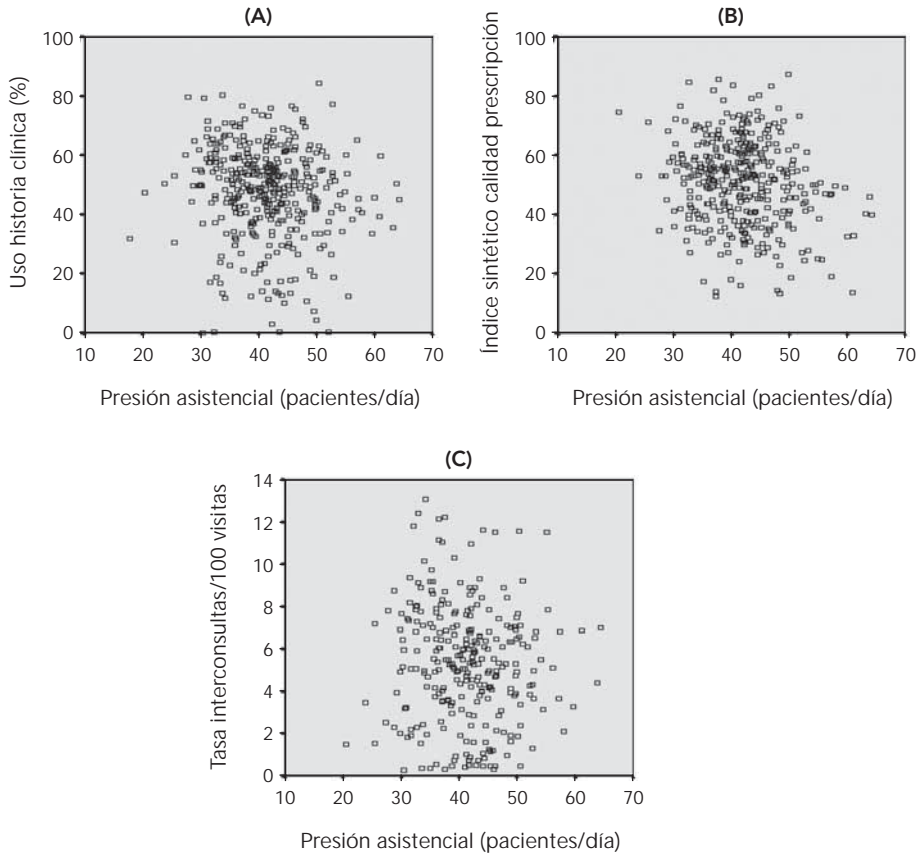 (A)
Uso historia clínica (%)
100
80
60
40
20
0
10 20 30 40 50 60 70
Presión asistencial (pacientes/día)
(B)
Índice sintético calidad prescripción
100
80
60
40
20
0
10 20 30 40 50 60 70
Presión asistencial (pacientes/día)
(C)
Tasa interconsultas/100 visitas
14
12
10
8
6
4
2
0
10 20 30 40 50 60 70
Presión asistencial (pacientes/día)